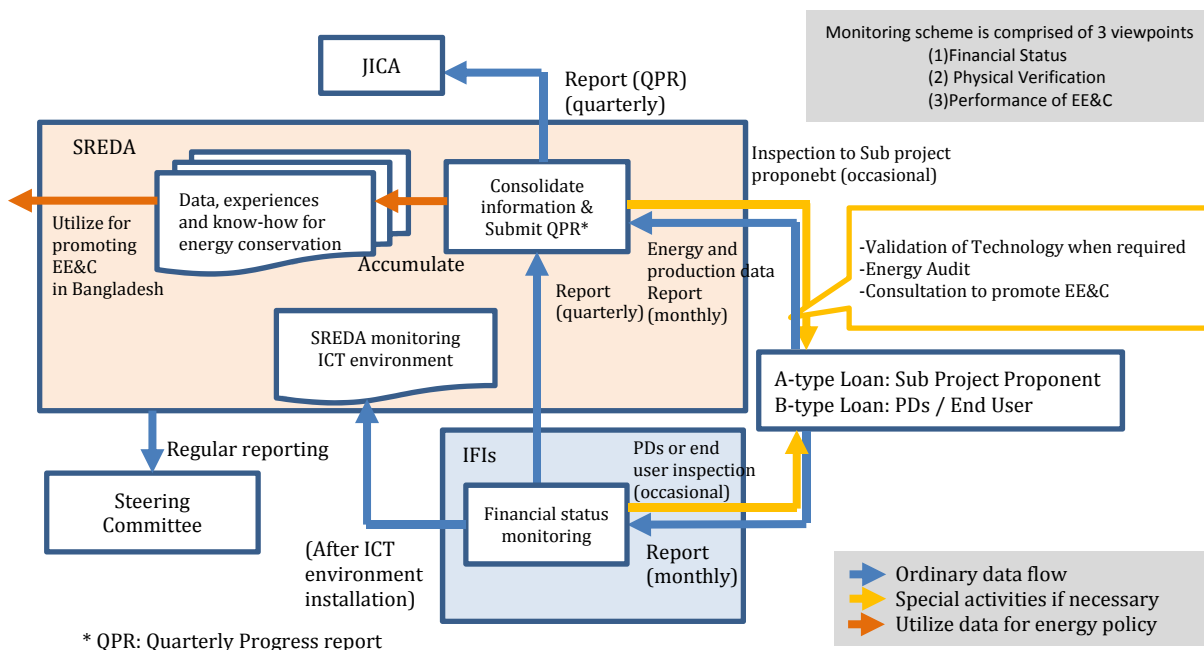 Monitoring scheme is comprised of 3 viewpoints
(1)Financial Status
(2) Physical Verification
(3)Performance of EE&C
JICA
Report (QPR)
(quarterly)
SREDA
Inspection to Sub project
proponebt (occasional)
Data, experiences
and know-how for
energy conservation
Consolidate
information &
Submit QPR*
Utilize for
promoting
EE&C
in Bangladesh
Accumulate
Energy and
production data
Report
(monthly)
Report
(quarterly)
-Validation of Technology when required
-Energy Audit
-Consultation to promote EE&C
SREDA monitoring
ICT environment
A-type Loan: Sub Project Proponent
B-type Loan: PDs / End User
Regular reporting
IFIs
PDs or end
user inspection
(occasional)
Steering
Committee
Financial status
monitoring
(After ICT
environment
installation)
Report
(monthly)
Ordinary data flow
Special activities if necessary
Utilize data for energy policy
* QPR: Quarterly Progress report